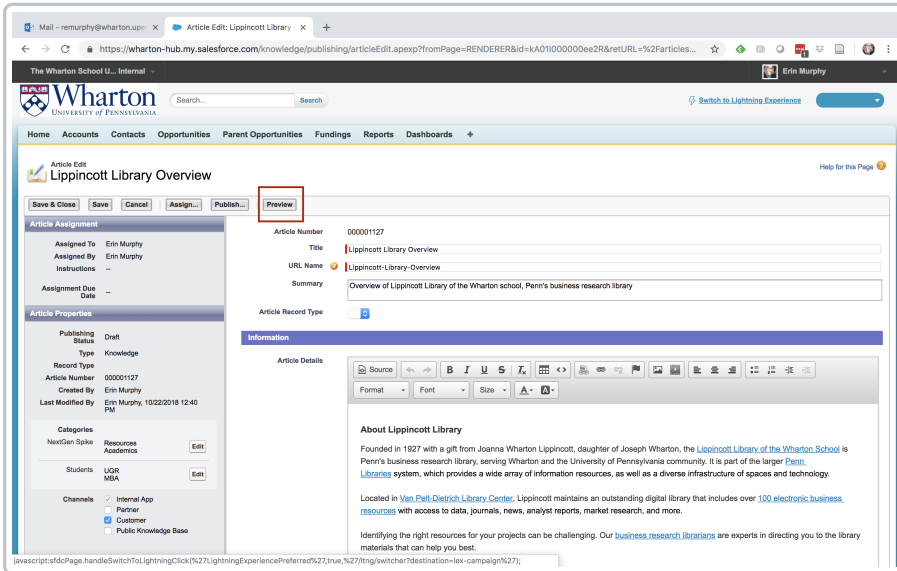 Mail - remurphy@wharton.upe
Article Edit: Lippincott Library
https://wharton-hub.my.salesforce.com/knowledge/publishing/articleEdit.apexp?fromPage=RENDERER&id=kA01I000000ee2R&retURL=%2Farticles...
The Wharton School U... Internal
Erin Murphy
Wharton
UNIVERSITY of PENNSYLVANIA
Search...
Search
Switch to Lightning Experience
Home Accounts Contacts Opportunities Parent Opportunities Fundings Reports Dashboards +
Article Edit
Lippincott Library Overview
Help for this Page
Save & Close Save Cancel Assign... Publish... Preview
Article Assignment
Assigned To Erin Murphy
Assigned By Erin Murphy
Instructions --
Assignment Due
Date --
Article Properties
Publishing
Status Draft
Type Knowledge
Record Type
Article Number 000001127
Created By Erin Murphy
Last Modified By Erin Murphy, 10/22/2018 12:40
PM
Categories
NextGen Spike Resources
Academics
Edit
Students UGR
MBA
Edit
Channels Internal App
Partner
Customer
Public Knowledge Base
Article Number 000001127
Title Lippincott Library Overview
URL Name Lippincott-Library-Overview
Summary Overview of Lippincott Library of the Wharton school, Penn's business research library
Article Record Type
Information
Article Details
Source B I U S Ix
Format Font Size A A
About Lippincott Library
Founded in 1927 with a gift from Joanna Wharton Lippincott, daughter of Joseph Wharton, the Lippincott Library of the Wharton School is
Penn's business research library, serving Wharton and the University of Pennsylvania community. It is part of the larger Penn
Libraries system, which provides a wide array of information resources, as well as a diverse infrastructure of spaces and technology.
Located in Van Pelt-Dietrich Library Center, Lippincott maintains an outstanding digital library that includes over 100 electronic business
resources with access to data, journals, news, analyst reports, market research, and more.
Identifying the right resources for your projects can be challenging. Our business research librarians are experts in directing you to the library
materials that can help you best.
javascript:sfdcPage.handleSwitchToLightningClick(%27LightningExperiencePreferred%27,true,%27/ltng/switcher?destination=lex-campaign%27);